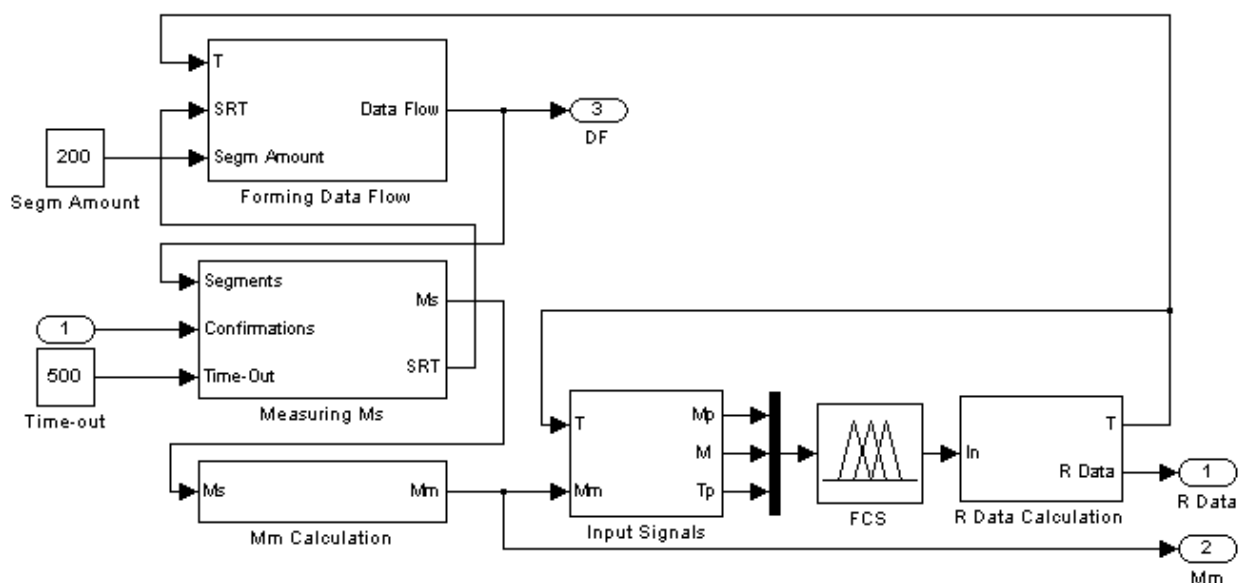 T
SRT
Segm Amount
Data Flow
Forming Data Flow
200
Segm Amount
3
DF
Segments
Confirmations
Time-Out
Ms
SRT
Measuring Ms
1
500
Time-out
Ms
Mm
Mm Calculation
T
Mm
Mp
M
Tp
Input Signals
FCS
In
T
R Data
R Data Calculation
1
R Data
2
Mm